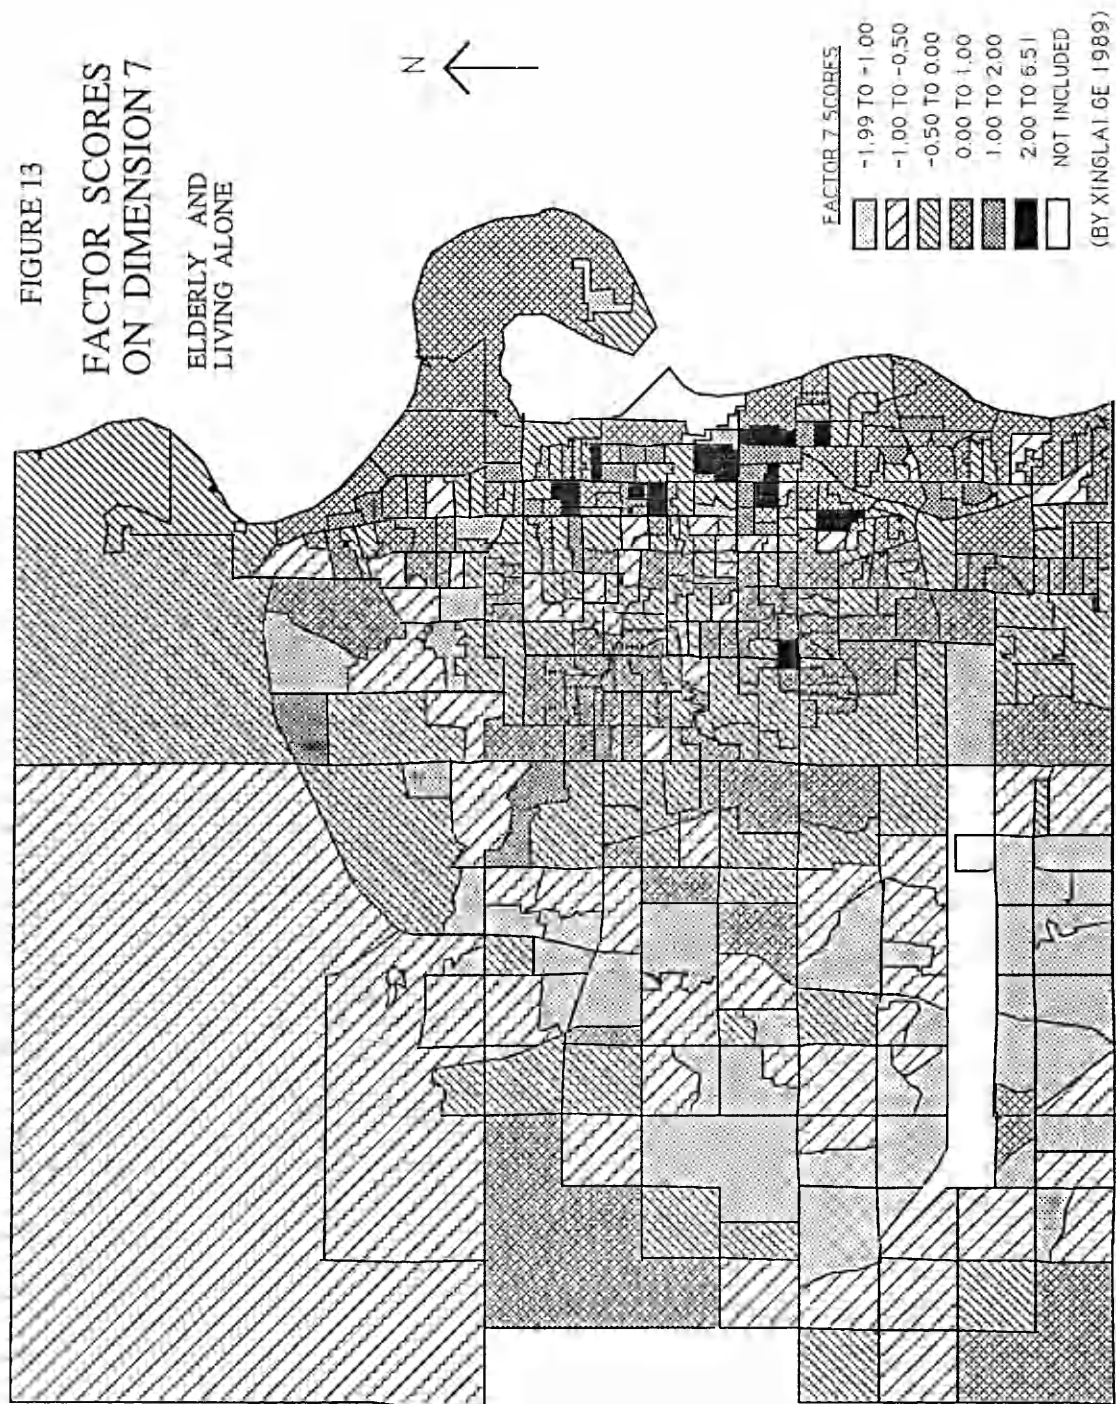 FIGURE 13
FACTOR SCORES
ON DIMENSION 7
ELDERLY AND
LIVING ALONE
N
FACTOR 7 SCORES
-1.99 TO -1.00
-1.00 TO -0.50
-0.50 TO 0.00
0.00 TO 1.00
1.00 TO 2.00
2.00 TO 6.51
NOT INCLUDED
(BY XINGLAI GE 1989)